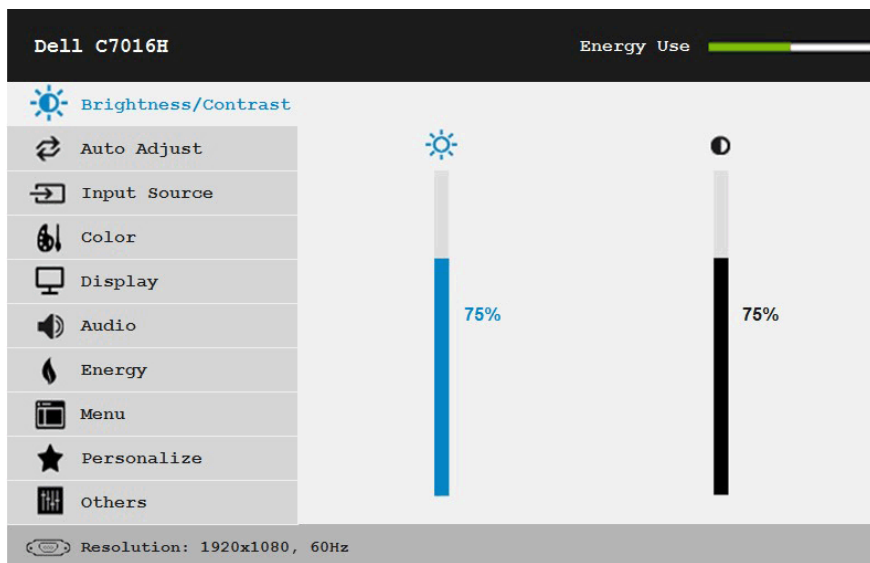 Dell C7016H
Energy Use
Brightness/Contrast
Auto Adjust
Input Source
Color
Display
Audio
Energy
Menu
Personalize
Others
75%
75%
Resolution: 1920x1080, 60Hz